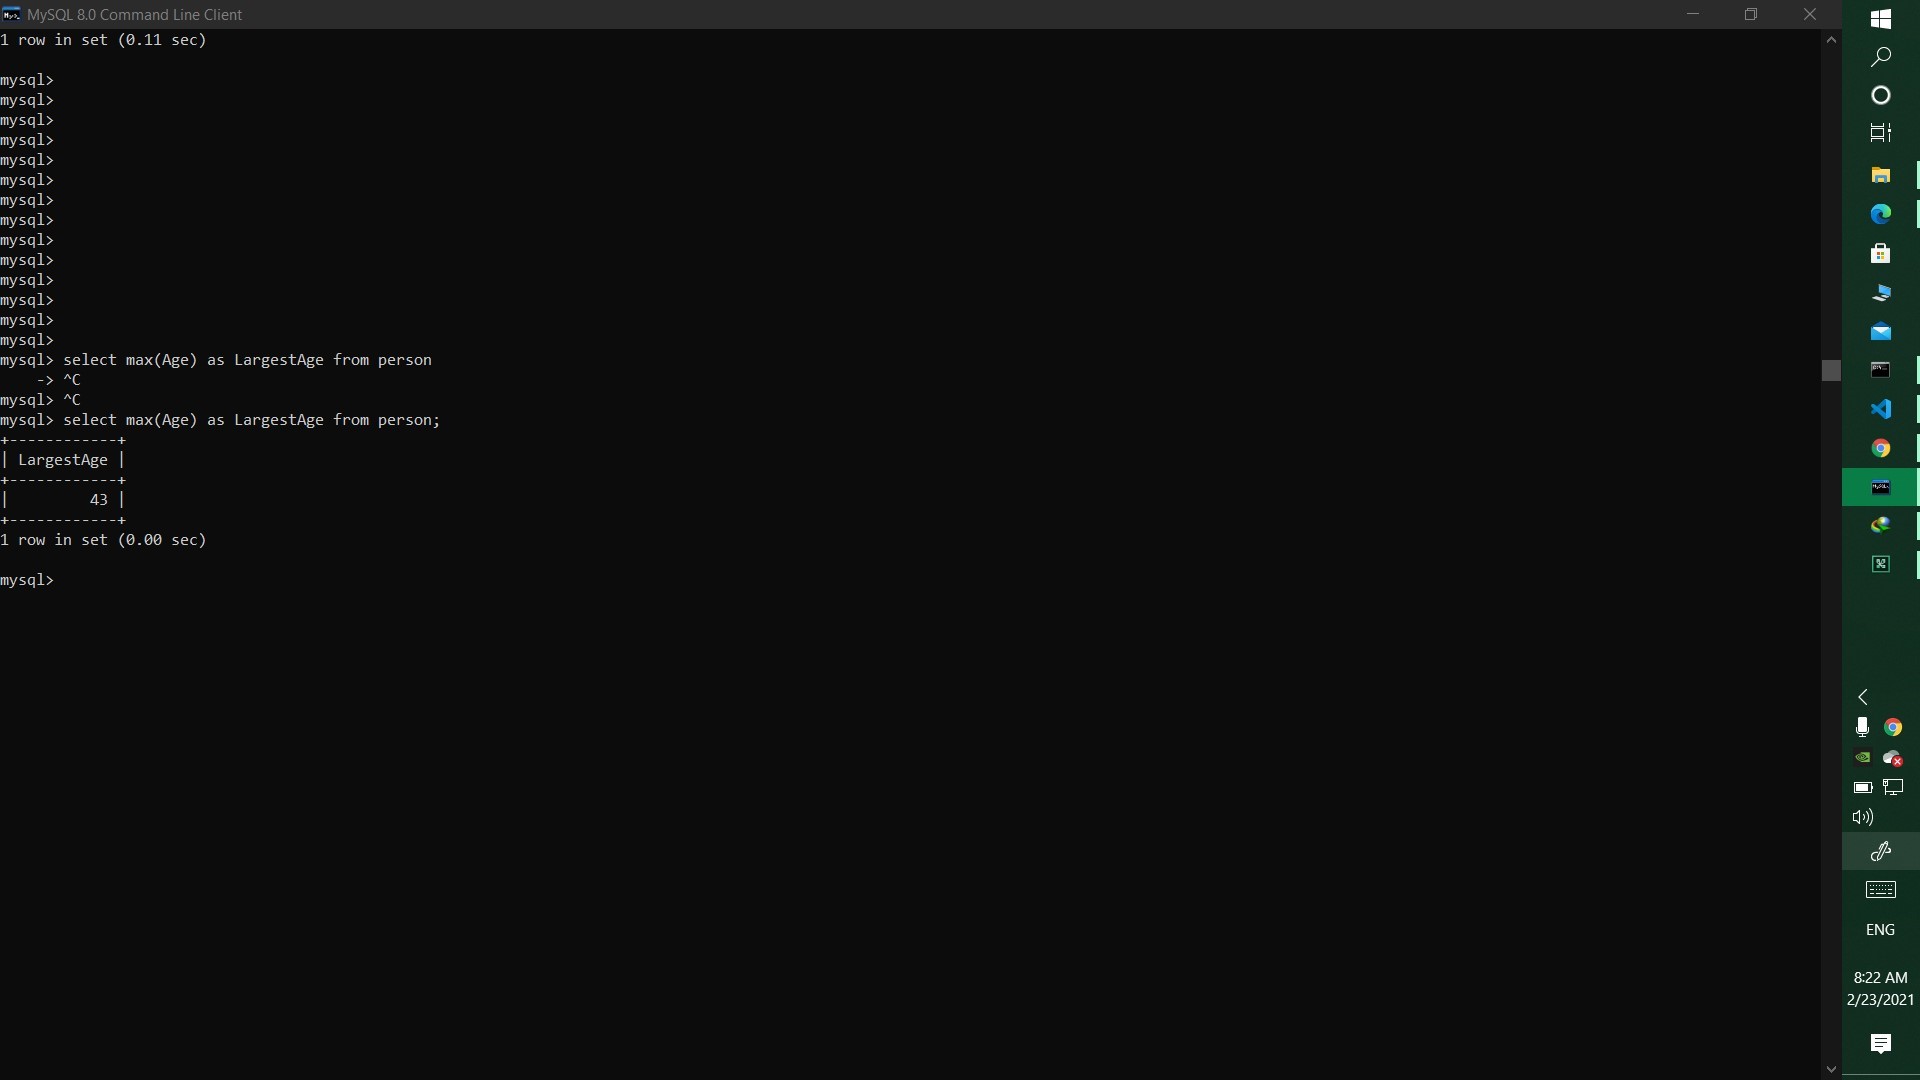 MySQL 8.0 Command Line Client
1 row in set (0.11 sec)
mysql>
mysql>
mysql>
mysql>
mysql>
mysql>
mysql>
mysql>
mysql>
mysql>
mysql>
mysql>
mysql>
mysql>
mysql> select max(Age) as LargestAge from person
    -> ^C
mysql> ^C
mysql> select max(Age) as LargestAge from person;
+------------+
| LargestAge |
+------------+
|         43 |
+------------+
1 row in set (0.00 sec)
mysql>
ENG
8:22 AM
2/23/2021